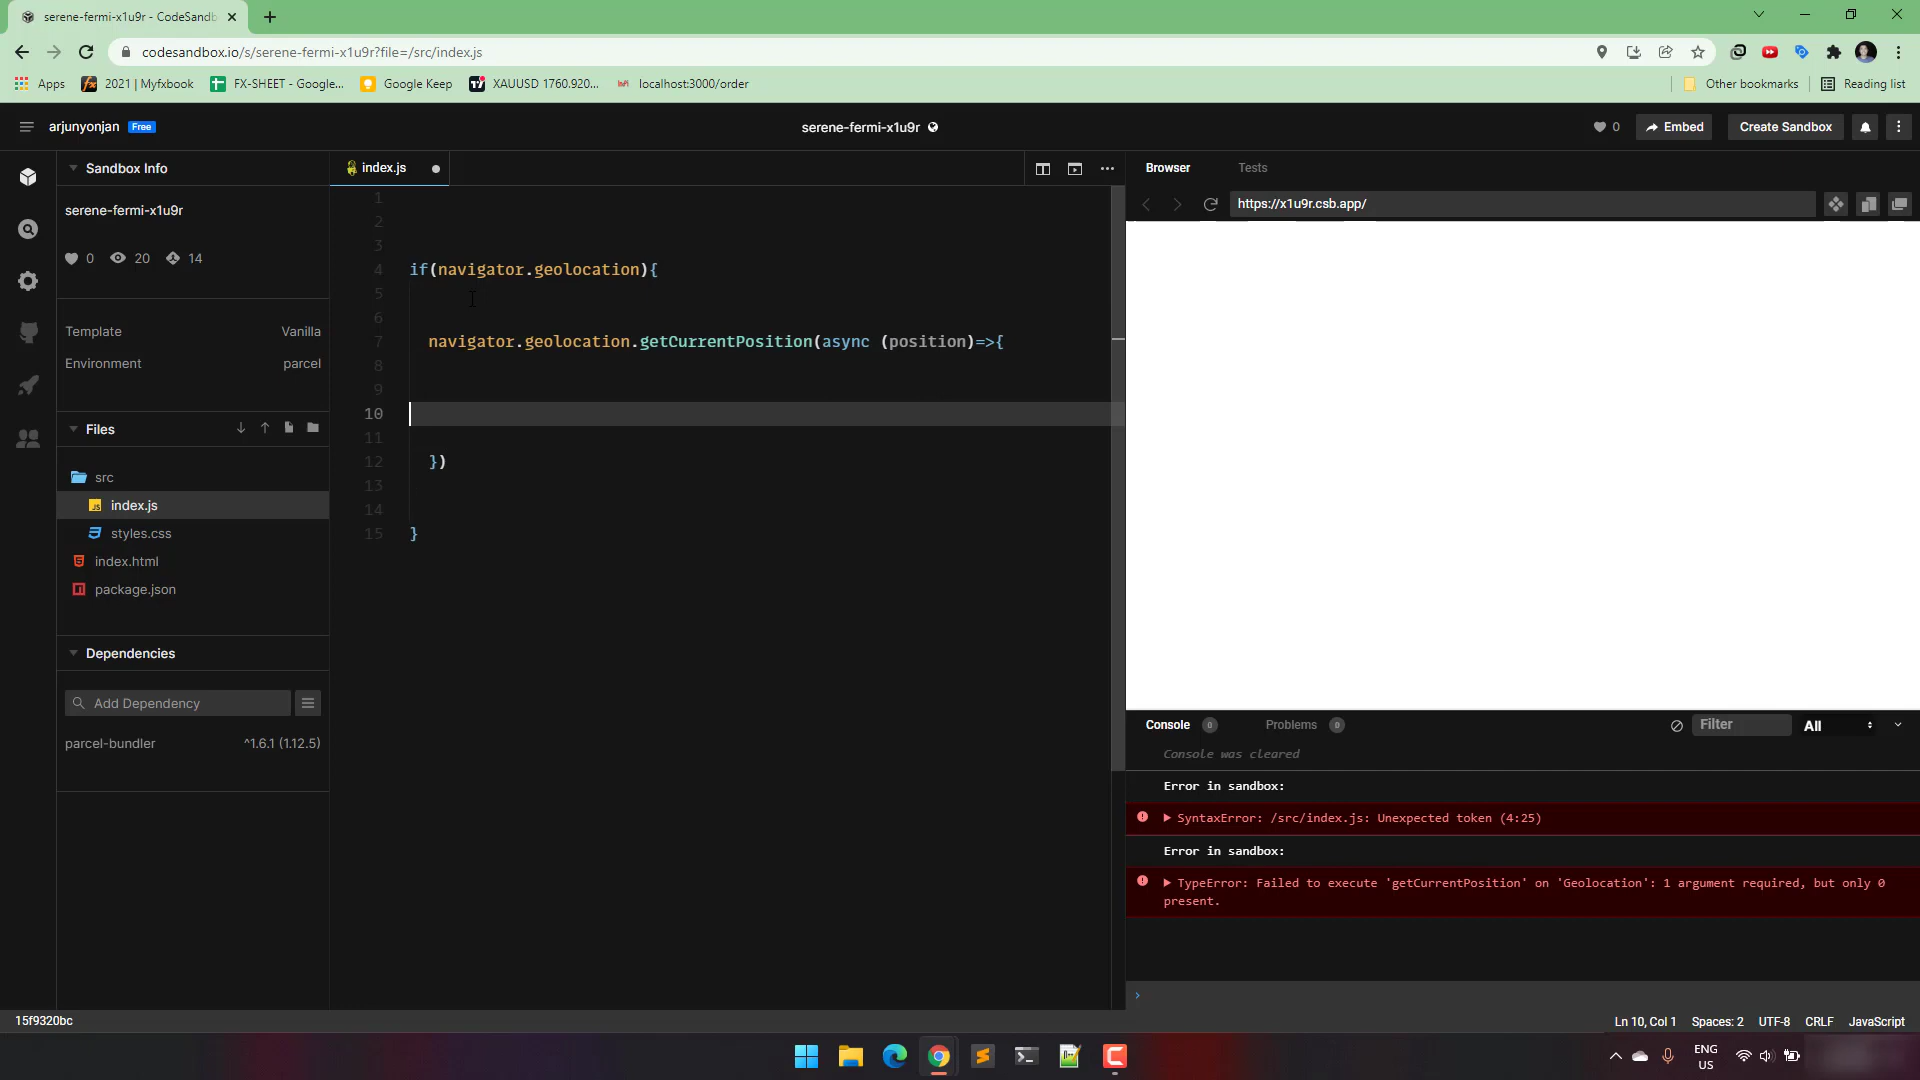 serene-fermi-x1u9r - CodeSandb
codesandbox.io/s/serene-fermi-x1u9r?file=/src/index.js
Apps
2021 | Myfxbook
FX-SHEET - Google...
Google Keep
XAUUSD 1760.920...
localhost:3000/order
Other bookmarks
Reading list
arjunyonjan
Free
serene-fermi-x1u9r
0
Embed
Create Sandbox
Sandbox Info
index.js
Browser
Tests
serene-fermi-x1u9r
https://x1u9r.csb.app/
0
20
14
Template
Vanilla
Environment
parcel
Files
src
index.js
styles.css
index.html
package.json
Dependencies
Add Dependency
parcel-bundler
^1.6.1 (1.12.5)
1
2
3
4 if(navigator.geolocation){
5
6
7 navigator.geolocation.getCurrentPosition(async (position)=>{
8
9
10
11
12 })
13
14
15 }
Console 0
Problems 0
Filter
All
Console was cleared
Error in sandbox:
SyntaxError: /src/index.js: Unexpected token (4:25)
Error in sandbox:
TypeError: Failed to execute 'getCurrentPosition' on 'Geolocation': 1 argument required, but only 0
present.
15f9320bc
Ln 10, Col 1
Spaces: 2
UTF-8
CRLF
JavaScript
ENG
US